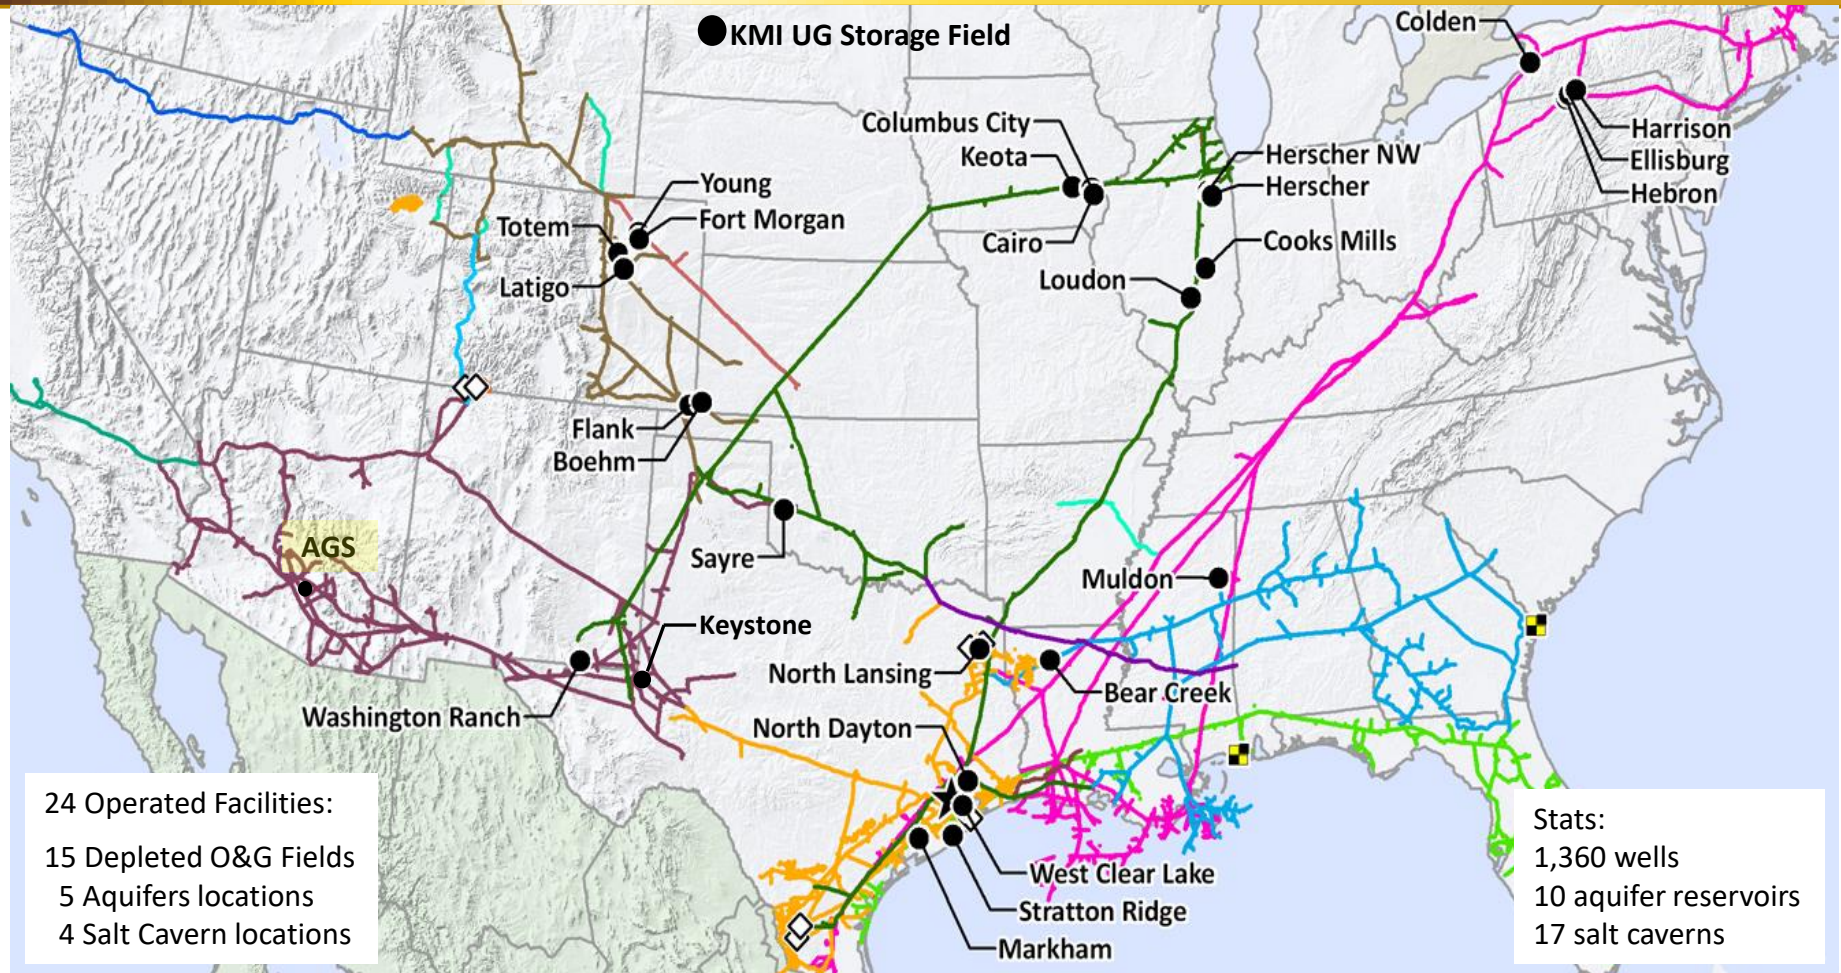 KMI UG Storage Field
Colden
Columbus City
Keota
Harrison
Ellisburg
Hebron
Herscher NW
Herscher
Young
Fort Morgan
Totem
Cairo
Cooks Mills
Latigo
Loudon
Flank
Boehm
AGS
Sayre
Muldon
Keystone
North Lansing
Bear Creek
Washington Ranch
North Dayton
West Clear Lake
Stratton Ridge
Markham
24 Operated Facilities:
15 Depleted O&G Fields
5 Aquifers locations
4 Salt Cavern locations
Stats:
1,360 wells
10 aquifer reservoirs
17 salt caverns